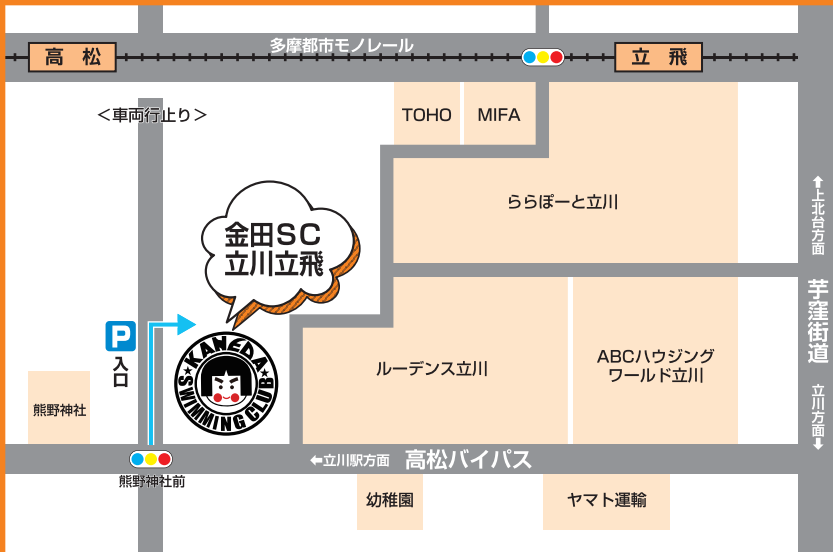 多摩都市モノレール
高松
立飛
＜車両行止り＞
TOHO
MIFA
ららぽーと立川
↑上北台方面
芋窪街道
立川方面↓
金田SC
立川立飛
P
入口
KANEDA
SWIMMING CLUB
ルーデンス立川
ABCハウジング
ワールド立川
熊野神社
←立川駅方面 高松バイパス
熊野神社前
幼稚園
ヤマト運輸